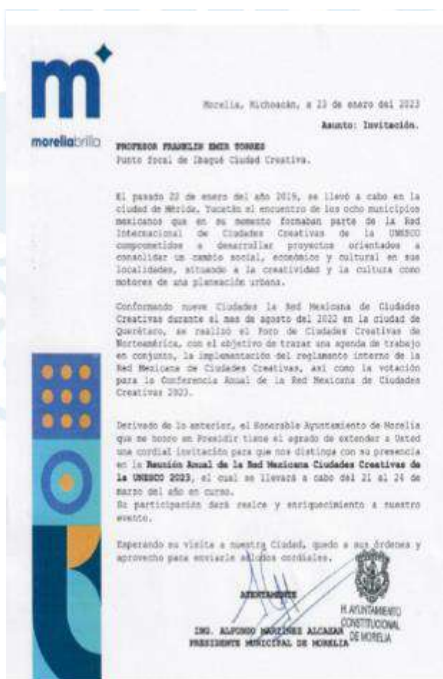 m
moreliabrilla
Morelia, Michoacán, a 23 de enero del 2023
Asunto: Invitación.
PROFESOR FRANKLIN EMIR TORRES
Punto focal de Ibagué Ciudad Creativa.
El pasado 22 de enero del año 2019, se llevó a cabo en la
ciudad de Mérida, Yucatán el encuentro de los ocho municipios
mexicanos que en su momento formaban parte de la Red
Internacional de Ciudades Creativas de la UNESCO
comprometidos a desarrollar proyectos orientados a
consolidar un cambio social, económico y cultural en sus
localidades, situando a la creatividad y la cultura como
motores de una planeación urbana.
Conformando nueve Ciudades la Red Mexicana de Ciudades
Creativas durante el mes de agosto del 2022 en la ciudad de
Querétaro, se realizó el Foro de Ciudades Creativas de
Norteamérica, con el objetivo de trazar una agenda de trabajo
en conjunto, la implementación del reglamento interno de la
Red Mexicana de Ciudades Creativas, así como la votación
para la Conferencia Anual de la Red Mexicana de Ciudades
Creativas 2023.
Derivado de lo anterior, el Honorable Ayuntamiento de Morelia
que me honro en Presidir tiene el agrado de extender a Usted
una cordial invitación para que nos distinga con su presencia
en la Reunión Anual de la Red Mexicana Ciudades Creativas de
la UNESCO 2023, el cual se llevará a cabo del 21 al 24 de
marzo del año en curso.
Su participación dará realce y enriquecimiento a nuestro
evento.
Esperando su visita a nuestra Ciudad, quedo a sus órdenes y
aprovecho para enviarle saludos cordiales.
ATENTAMENTE
ING. ALFONSO MARTÍNEZ ALCÁZAR
PRESIDENTE MUNICIPAL DE MORELIA
H. AYUNTAMIENTO
CONSTITUCIONAL
DE MORELIA